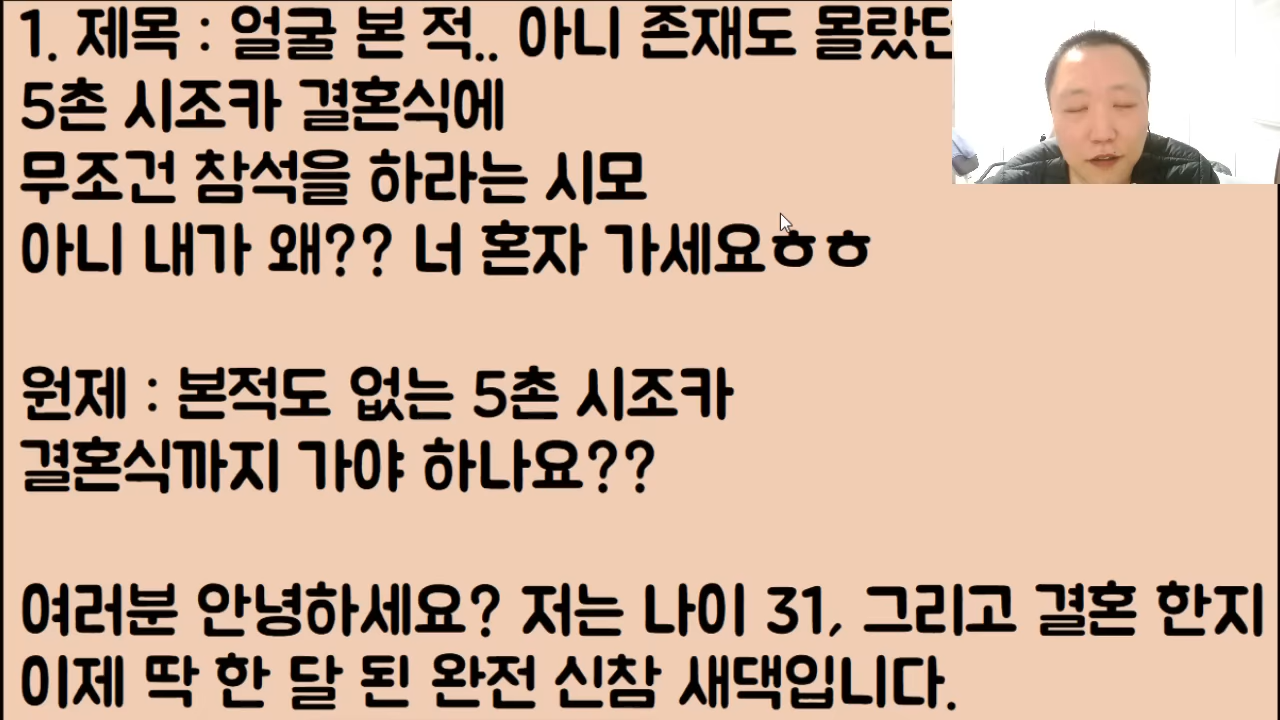 1. 제목 : 얼굴 본 적.. 아니 존재도
5촌 시조카 결혼식에
무조건 참석을 하라는 시모
아니 내가 왜?? 너 혼자 가세요ㅎㅎ
원제 : 본적도 없는 5촌 시조카
결혼식까지 가야 하나요??
여러분 안녕하세요? 저는 나이 31, 그리고 결혼 한지
이제 딱 한 달 된 완전 신참 새댁입니다.